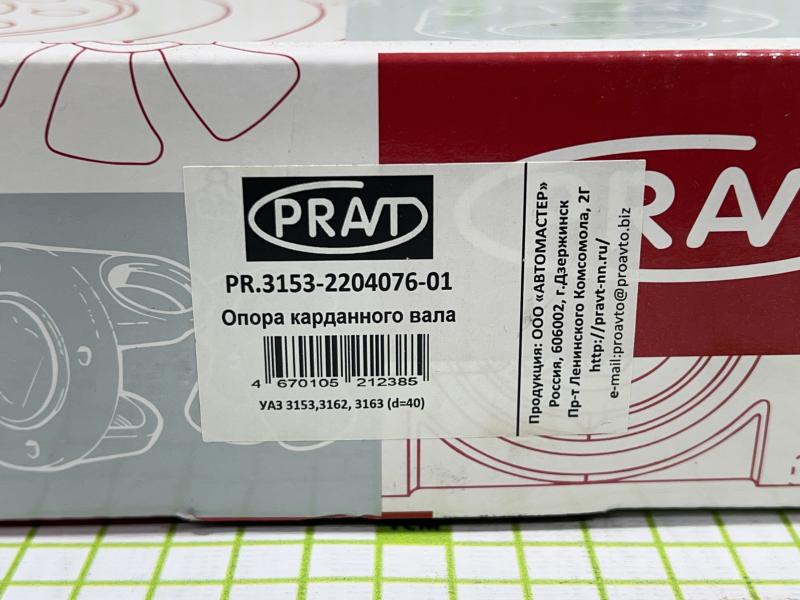 PRAVT
PR.3153-2204076-01
Опора карданного вала
4 670105 212385
УАЗ 3153,3162, 3163 (d=40)
Продукция: ООО «АВТОМАСТЕР»
Россия, 606002, г.Дзержинск
Пр-т Ленинского Комсомола, 2Г
http://pravt-nn.ru/
e-mail:proavto@proavto.biz
RAVT